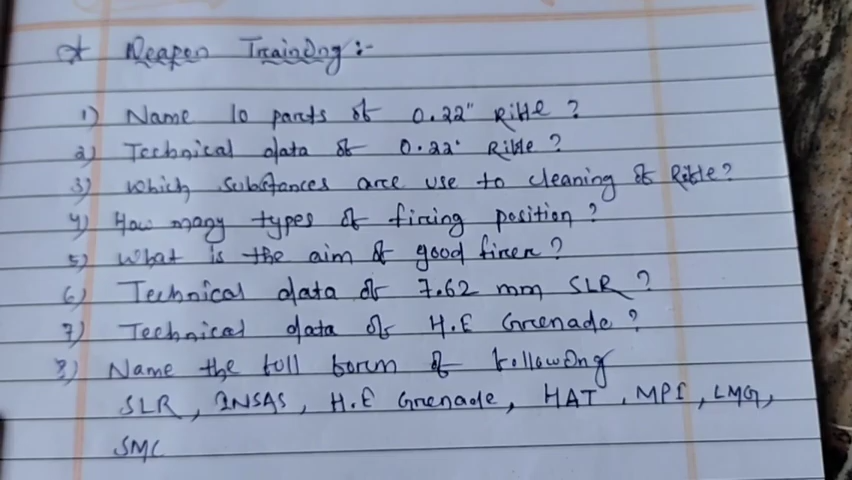 * Weapon Training:-
1) Name 10 parts of 0.22" Rifle ?
2) Technical data of 0.22" Rifle ?
3) Which substances are use to cleaning of Rifle?
4) How many types of firing position ?
5) What is the aim of good firer ?
6) Technical data of 7.62 mm SLR ?
7) Technical data of H.E Grenade ?
8) Name the full form of following
SLR, INSAS, H.E Grenade, HAT, MPI, LMG,
SMC